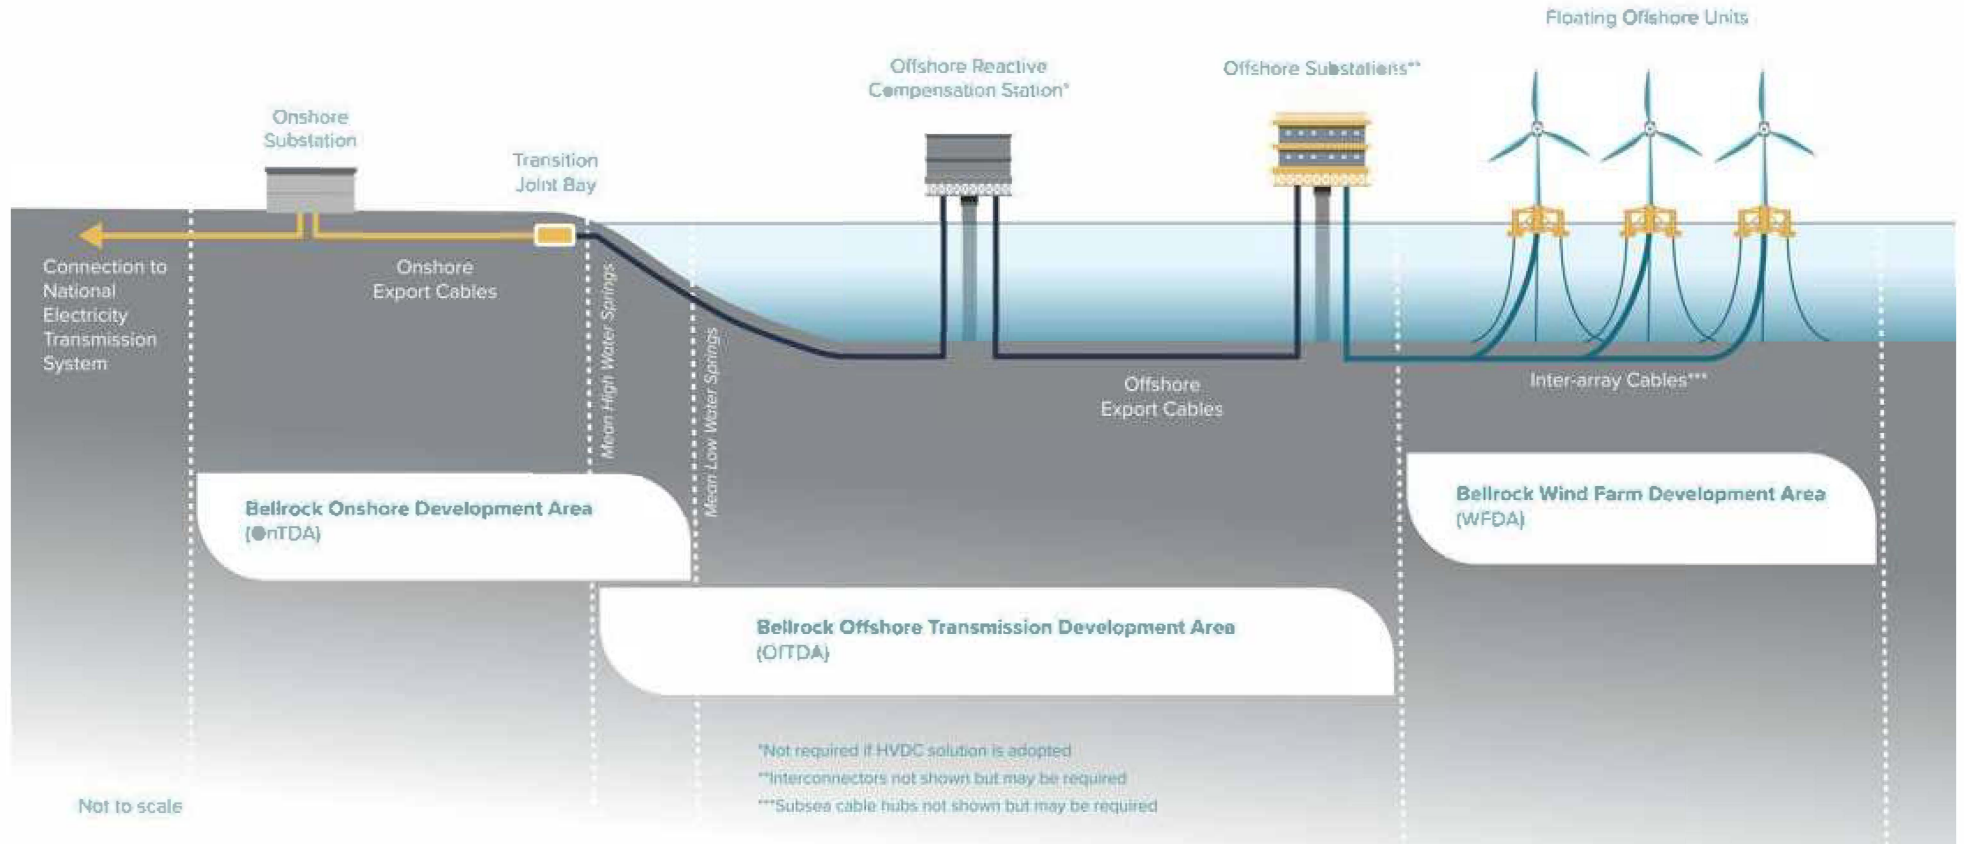 Floating Offshore Units
Offshore Reactive
Compensation Station*
Offshore Substations**
Onshore
Substation
Transition
Joint Bay
Connection to
National
Electricity
Transmission
System
Onshore
Export Cables
Mean High Water Springs
Mean Low Water Springs
Offshore
Export Cables
Inter-array Cables***
Bellrock Onshore Development Area
(OnTDA)
Bellrock Wind Farm Development Area
(WFDA)
Bellrock Offshore Transmission Development Area
(OfTDA)
*Not required if HVDC solution is adopted
**Interconnectors not shown but may be required
***Subsea cable hubs not shown but may be required
Not to scale